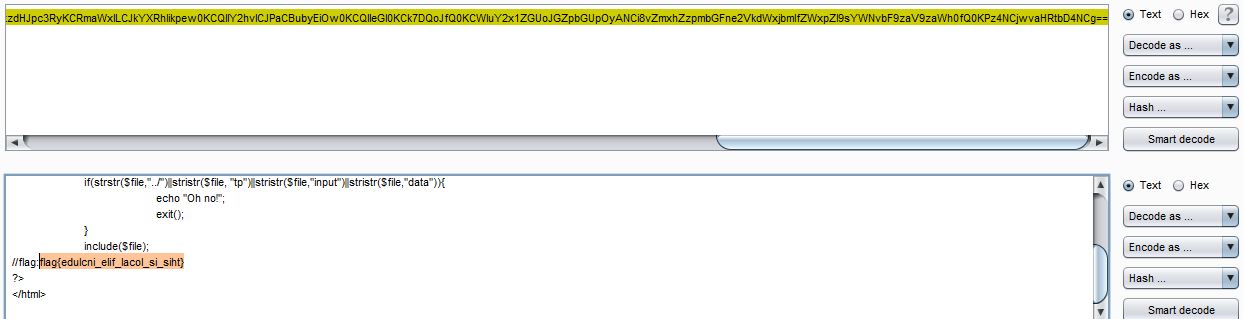 :zdHJpc3RyKCRmaWxlLCJkYXRhIikpew0KCQllY2hvICJPaCBubyEiOw0KCQlleGl0KCk7DQoJfQ0KCWluY2x1ZGUoJGZpbGUpOyANCi8vZmxhZzpmbGFne2VkdWxjbmlfZWxpZl9sYWNvbF9zaV9zaWh0fQ0KPz4NCjwvaHRtbD4NCg==
Text Hex ?
Decode as ...
Encode as ...
Hash ...
Smart decode
if(strstr($file,"../")||stristr($file, "tp")||stristr($file,"input")||stristr($file,"data")){
echo "Oh no!";
exit();
}
include($file);
//flag:flag{edulcni_elif_lacol_si_siht}
?>
</html>
Text Hex
Decode as ...
Encode as ...
Hash ...
Smart decode